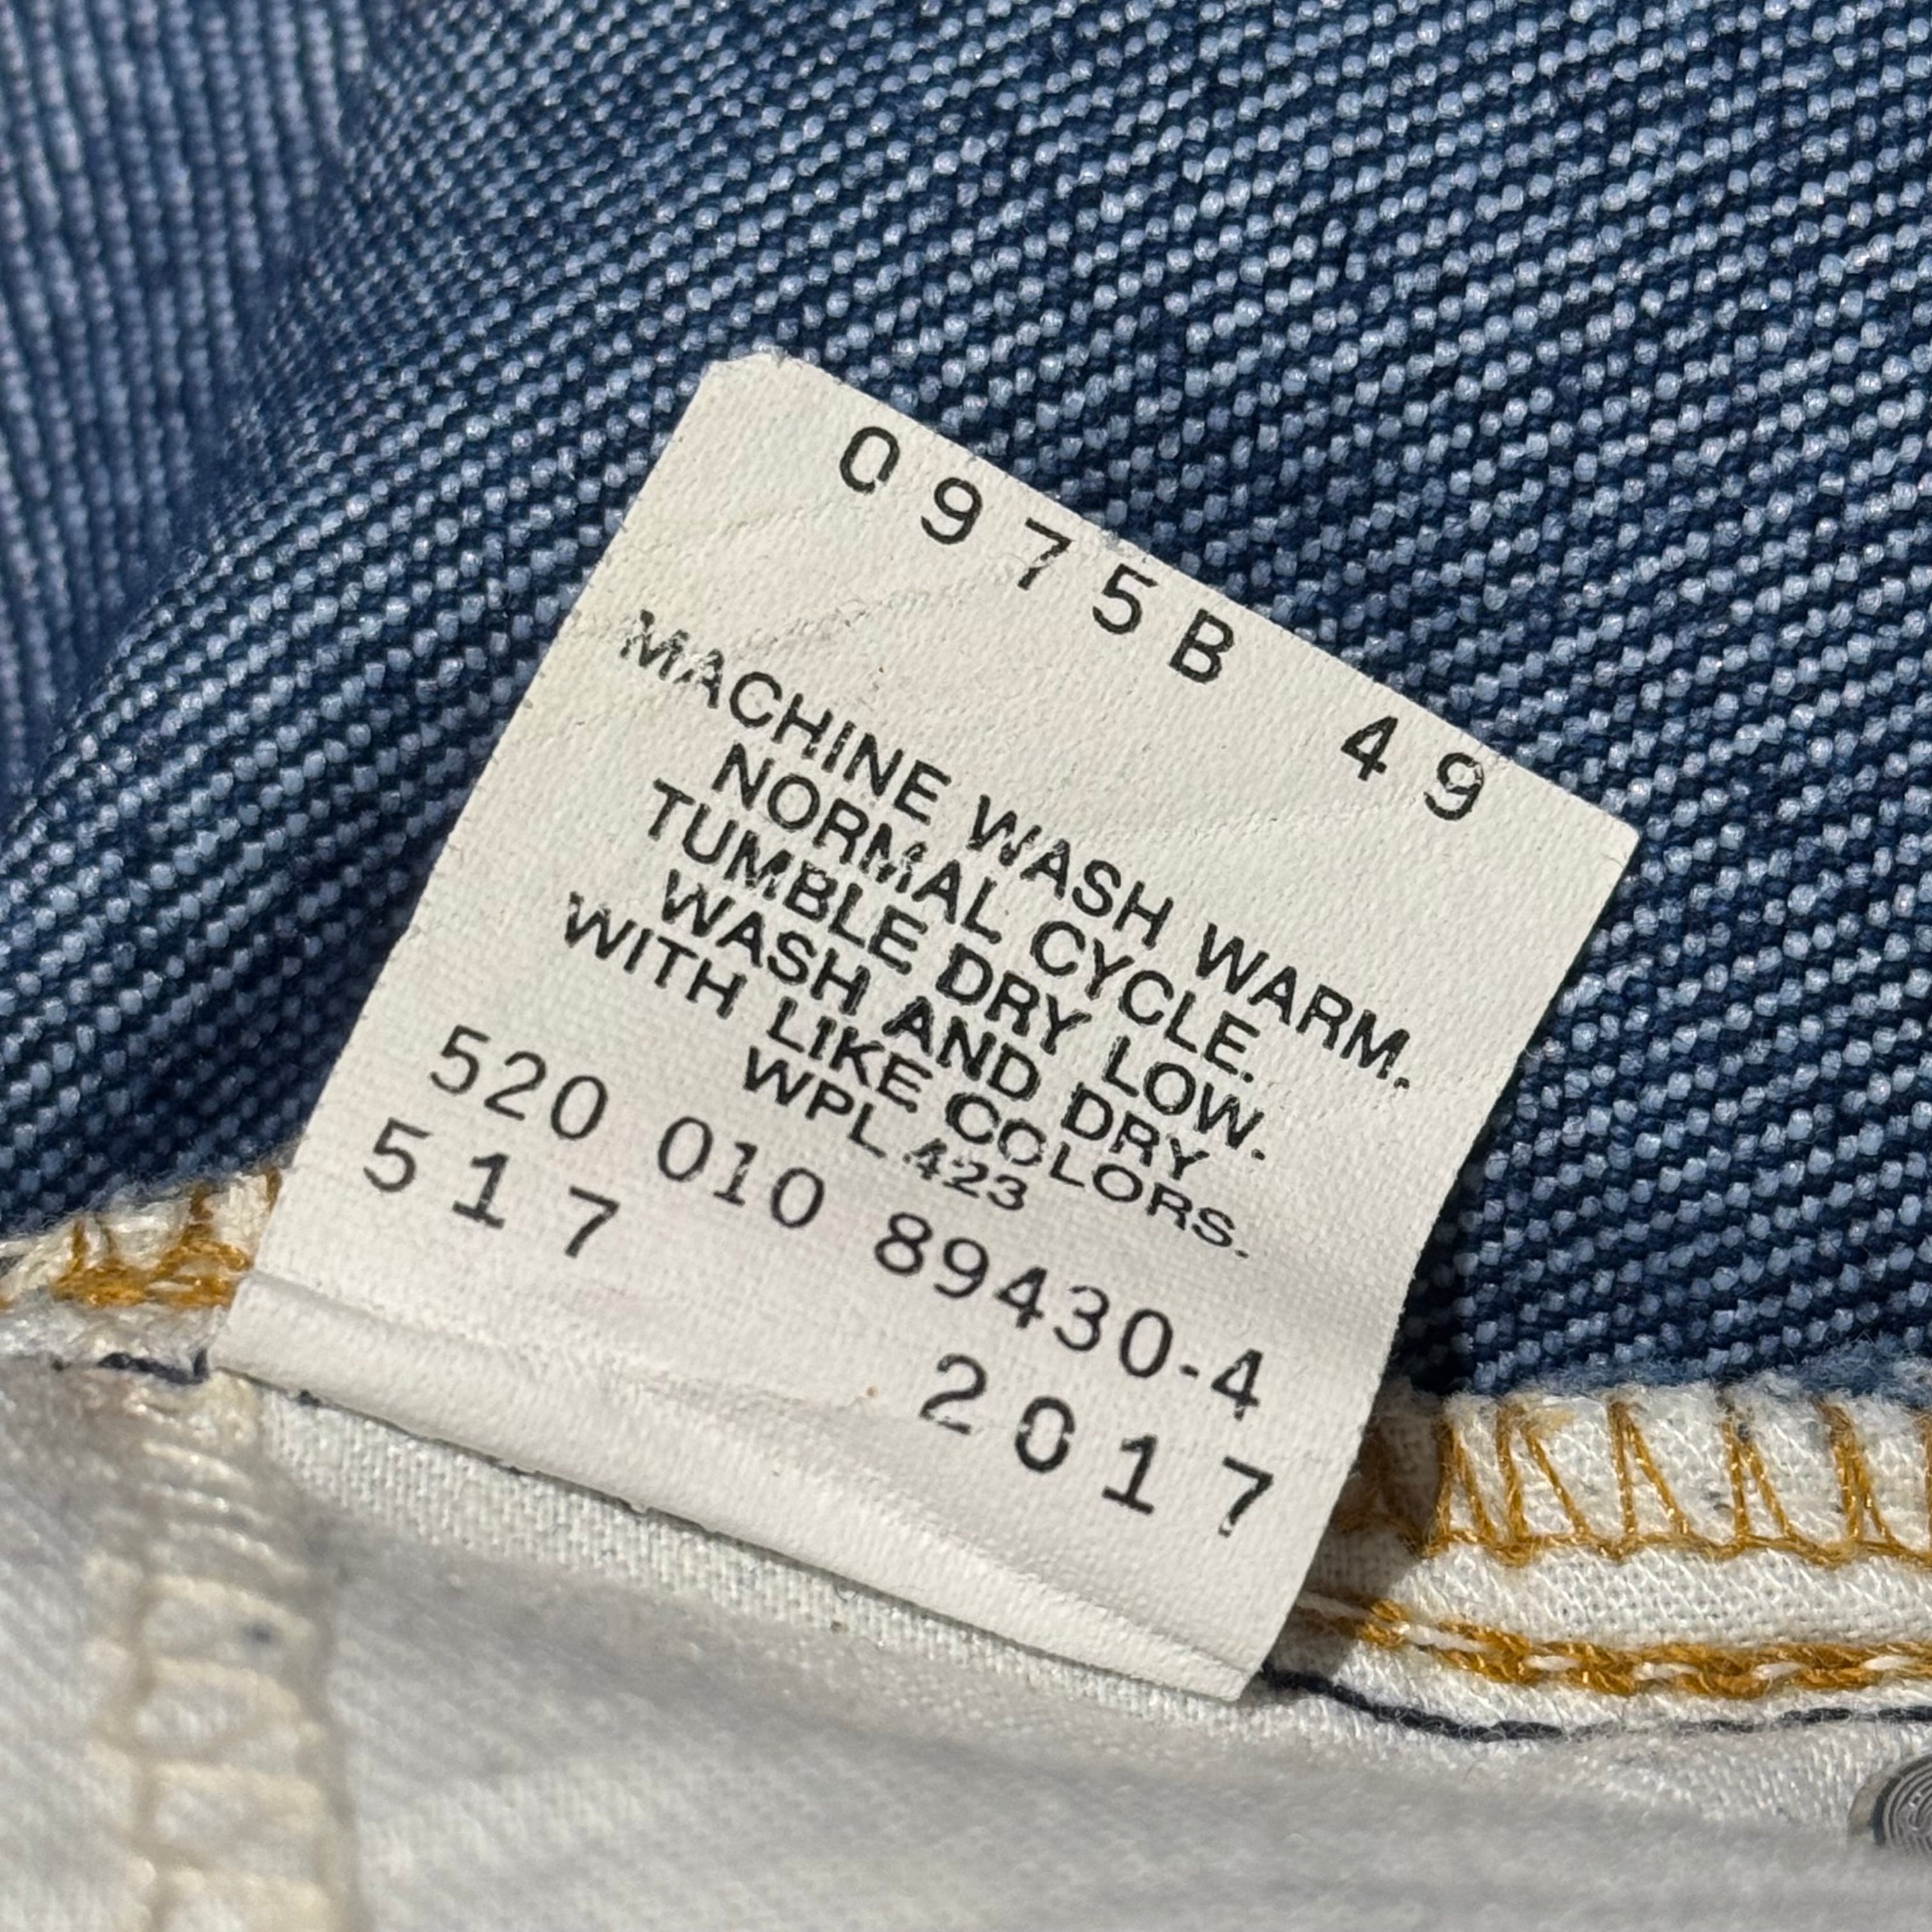 0975B 49
MACHINE WASH WARM.
NORMAL CYCLE.
TUMBLE DRY LOW.
WASH AND DRY
WITH LIKE COLORS.
WPL 423
520 010 89430-4
517 2017